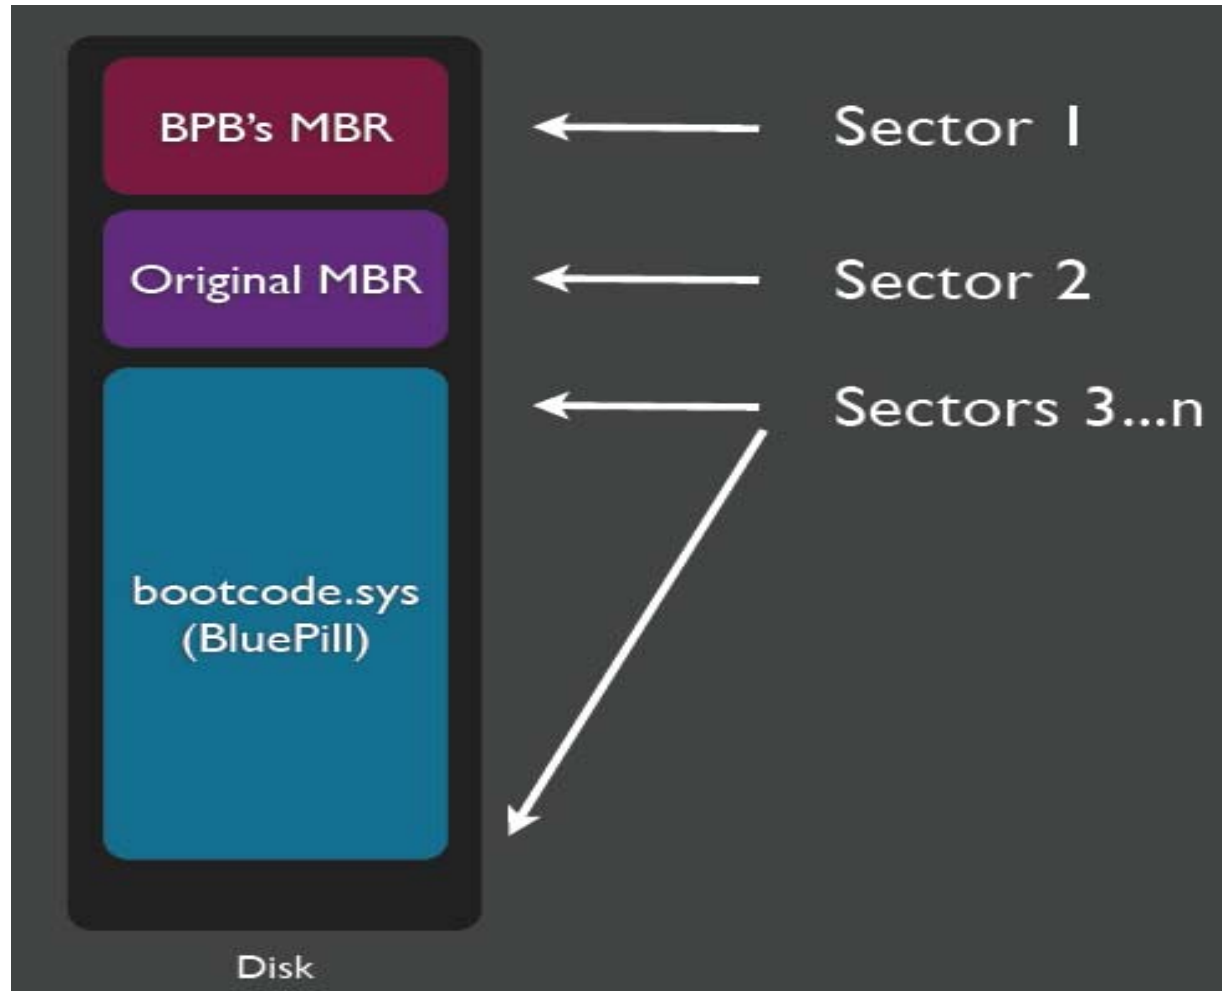 BPB's MBR
Sector 1
Original MBR
Sector 2
Sectors 3...n
bootcode.sys
(BluePill)
Disk